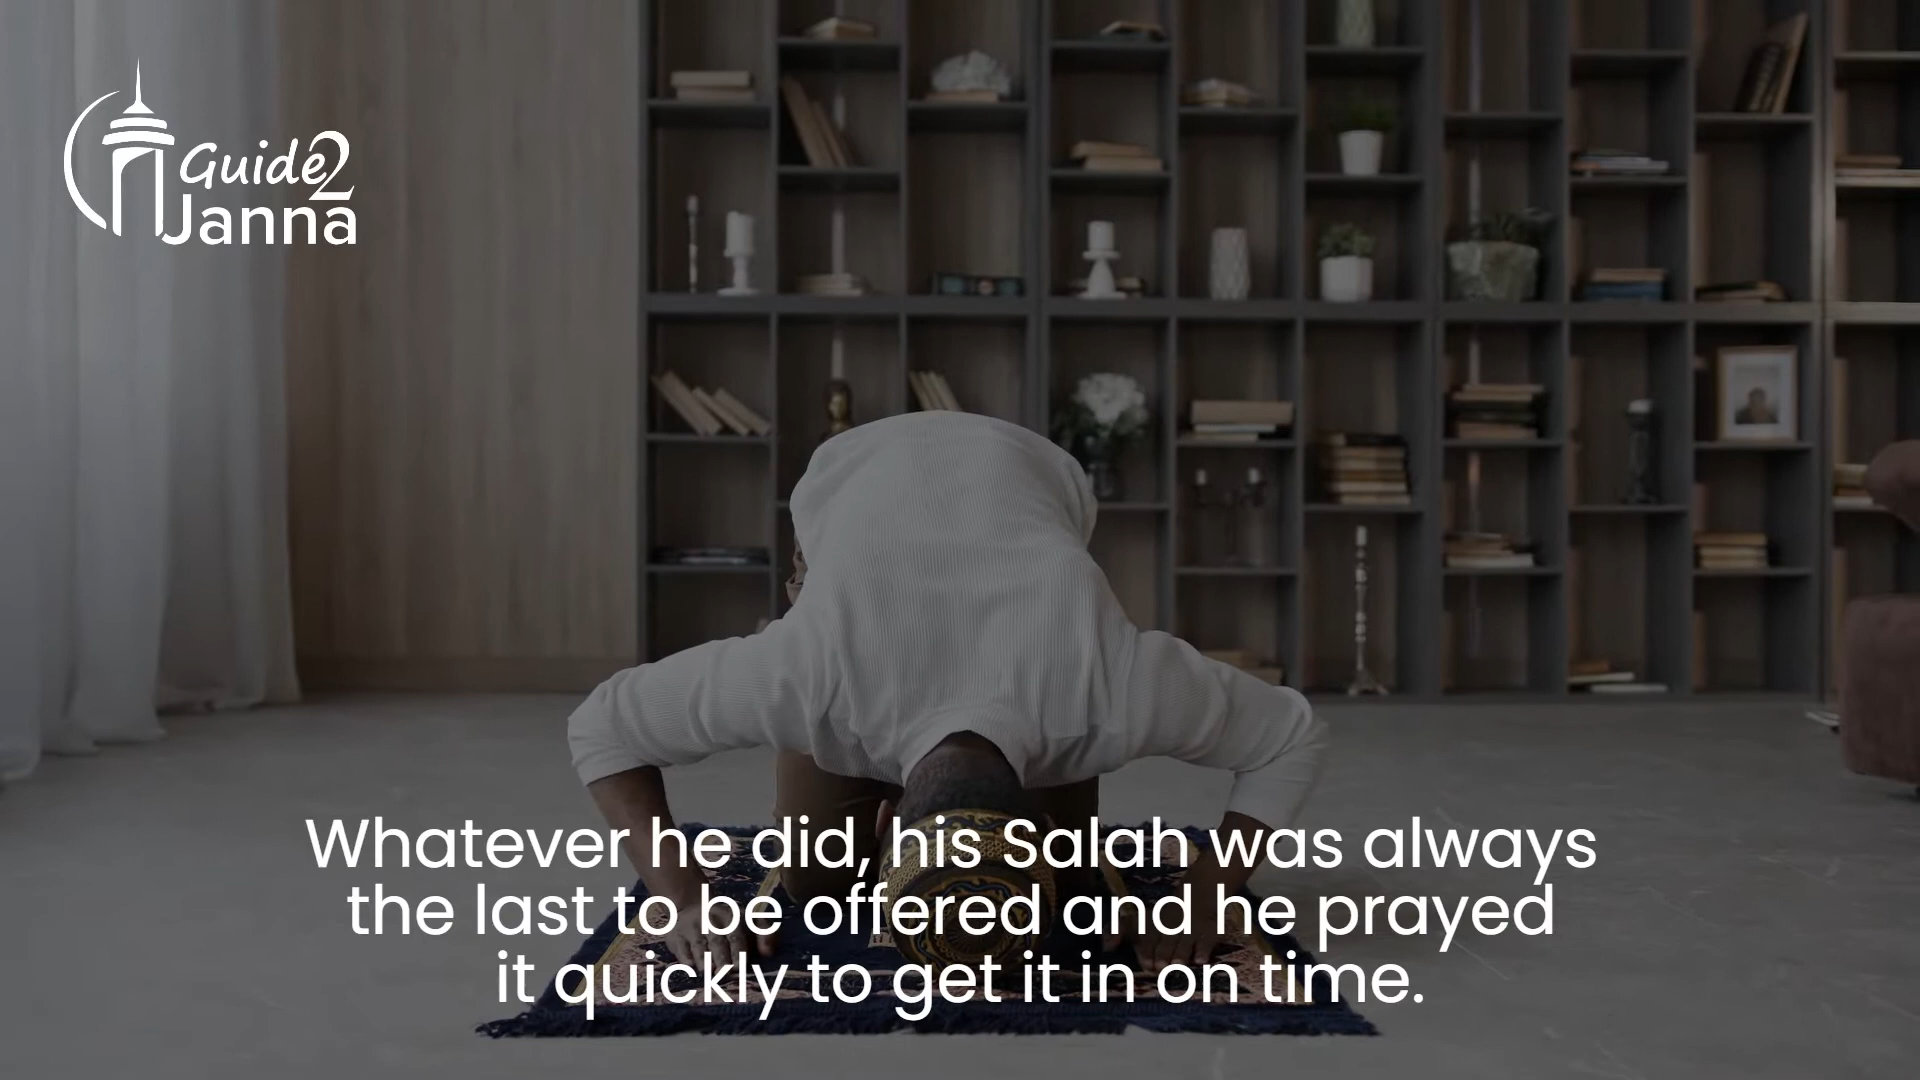 Guide2
Janna
Whatever he did, his Salah was always
the last to be offered and he prayed
it quickly to get it in on time.